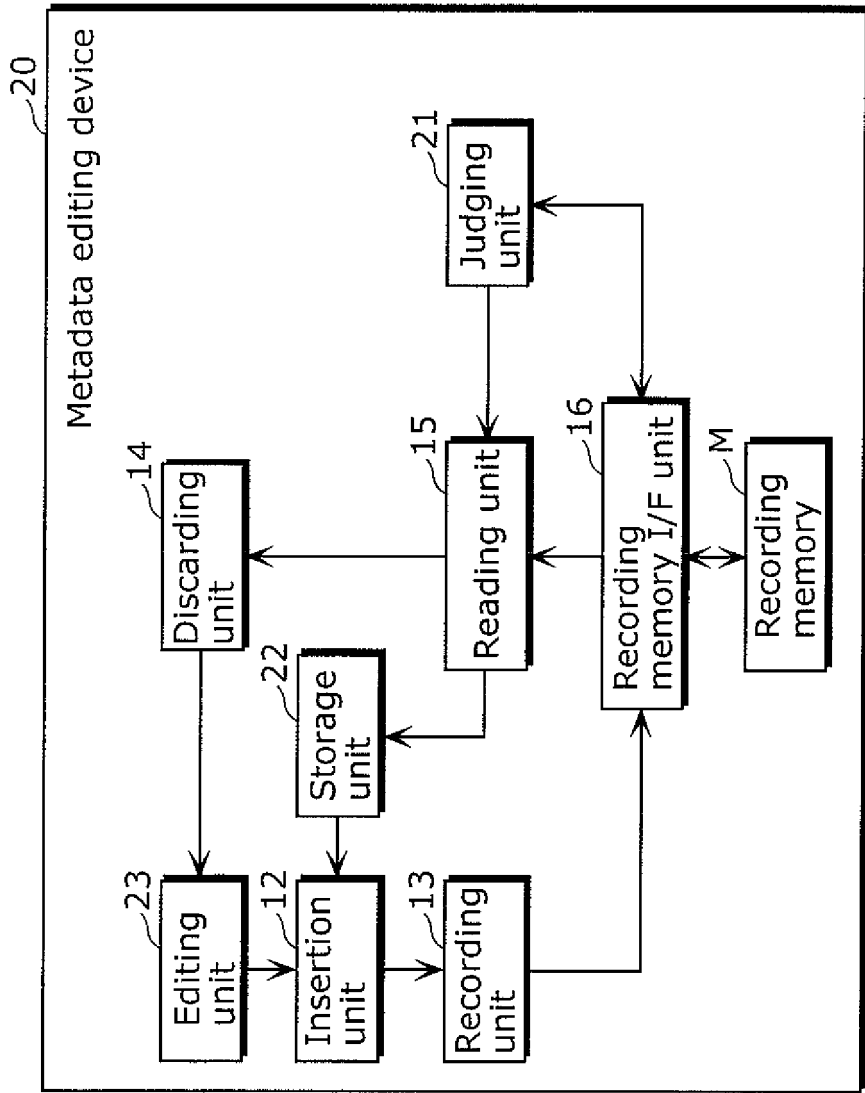 20
Metadata editing device
23
Editing
unit
14
Discarding
unit
12
Insertion
unit
22
Storage
unit
13
Recording
unit
15
Reading unit
21
Judging
unit
16
Recording
memory I/F unit
M
Recording
memory